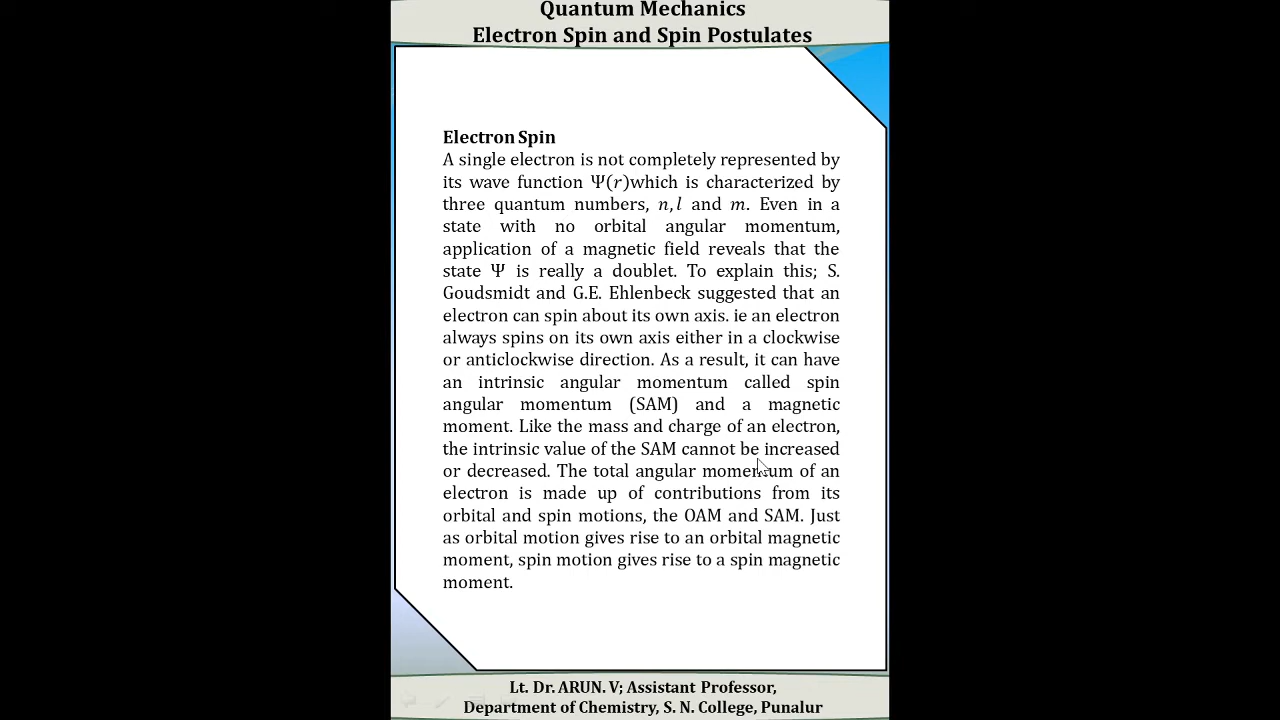 Quantum Mechanics
Electron Spin and Spin Postulates
Electron Spin
A single electron is not completely represented by
its wave function Ψ(r)which is characterized by
three quantum numbers, n, l and m. Even in a
state with no orbital angular momentum,
application of a magnetic field reveals that the
state Ψ is really a doublet. To explain this; S.
Goudsmidt and G.E. Ehlenbeck suggested that an
electron can spin about its own axis. ie an electron
always spins on its own axis either in a clockwise
or anticlockwise direction. As a result, it can have
an intrinsic angular momentum called spin
angular momentum (SAM) and a magnetic
moment. Like the mass and charge of an electron,
the intrinsic value of the SAM cannot be increased
or decreased. The total angular momentum of an
electron is made up of contributions from its
orbital and spin motions, the OAM and SAM. Just
as orbital motion gives rise to an orbital magnetic
moment, spin motion gives rise to a spin magnetic
moment.
Lt. Dr. ARUN. V; Assistant Professor,
Department of Chemistry, S. N. College, Punalur